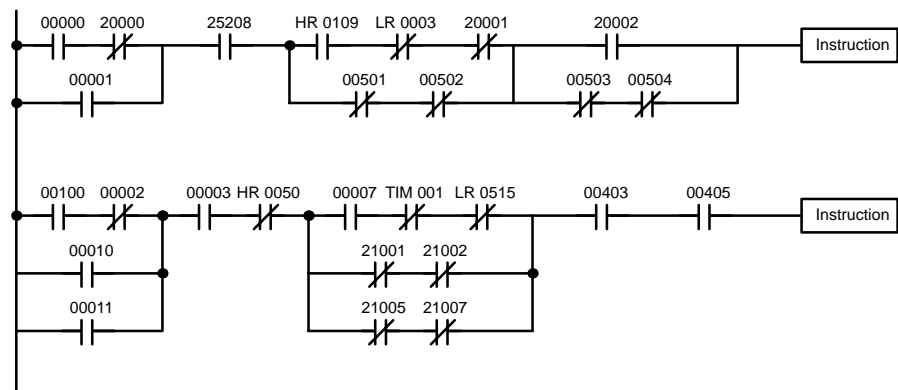 00000 20000 25208 HR 0109 LR 0003 20001 20002
Instruction
00001 00501 00502 00503 00504
00100 00002 00003 HR 0050 00007 TIM 001 LR 0515 00403 00405
Instruction
00010 21001 21002
00011 21005 21007